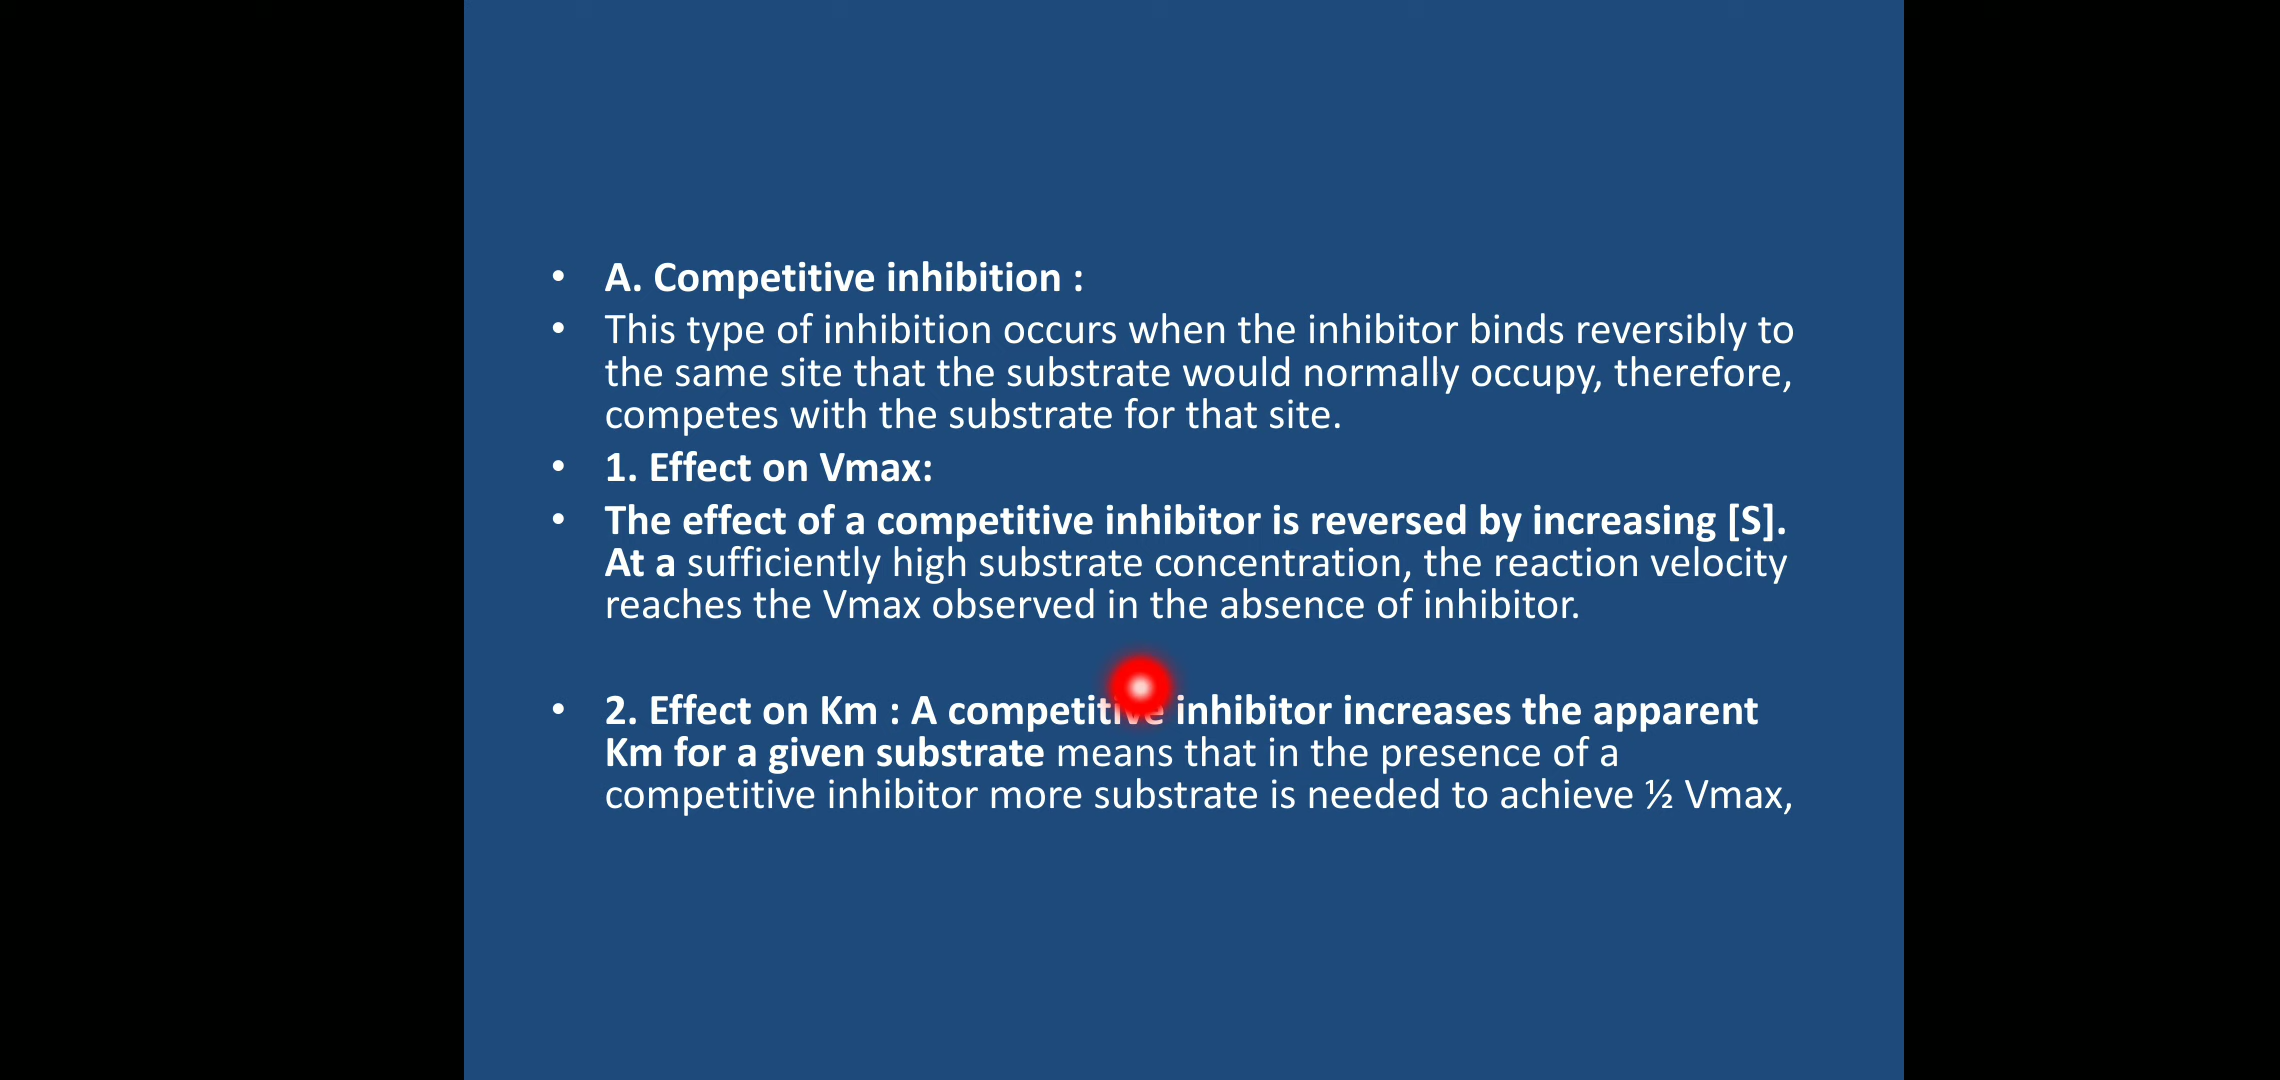 • A. Competitive inhibition :
• This type of inhibition occurs when the inhibitor binds reversibly to
the same site that the substrate would normally occupy, therefore,
competes with the substrate for that site.
• 1. Effect on Vmax:
• The effect of a competitive inhibitor is reversed by increasing [S].
At a sufficiently high substrate concentration, the reaction velocity
reaches the Vmax observed in the absence of inhibitor.
• 2. Effect on Km : A competitive inhibitor increases the apparent
Km for a given substrate means that in the presence of a
competitive inhibitor more substrate is needed to achieve ½ Vmax,